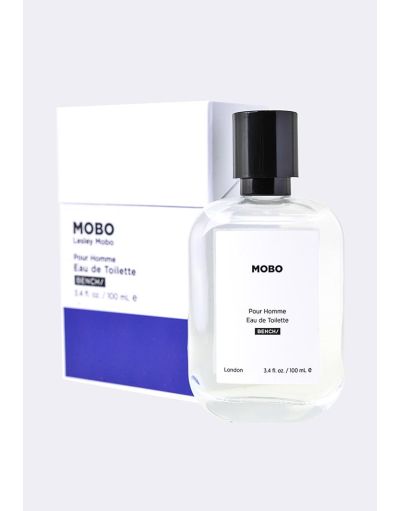 MOBO
Lesley Mobo
Pour Homme
Eau de Toilette
BENCH/
3.4 fl. oz. / 100 mL ℮
MOBO
Pour Homme
Eau de Toilette
BENCH/
London 3.4 fl. oz. / 100 mL ℮